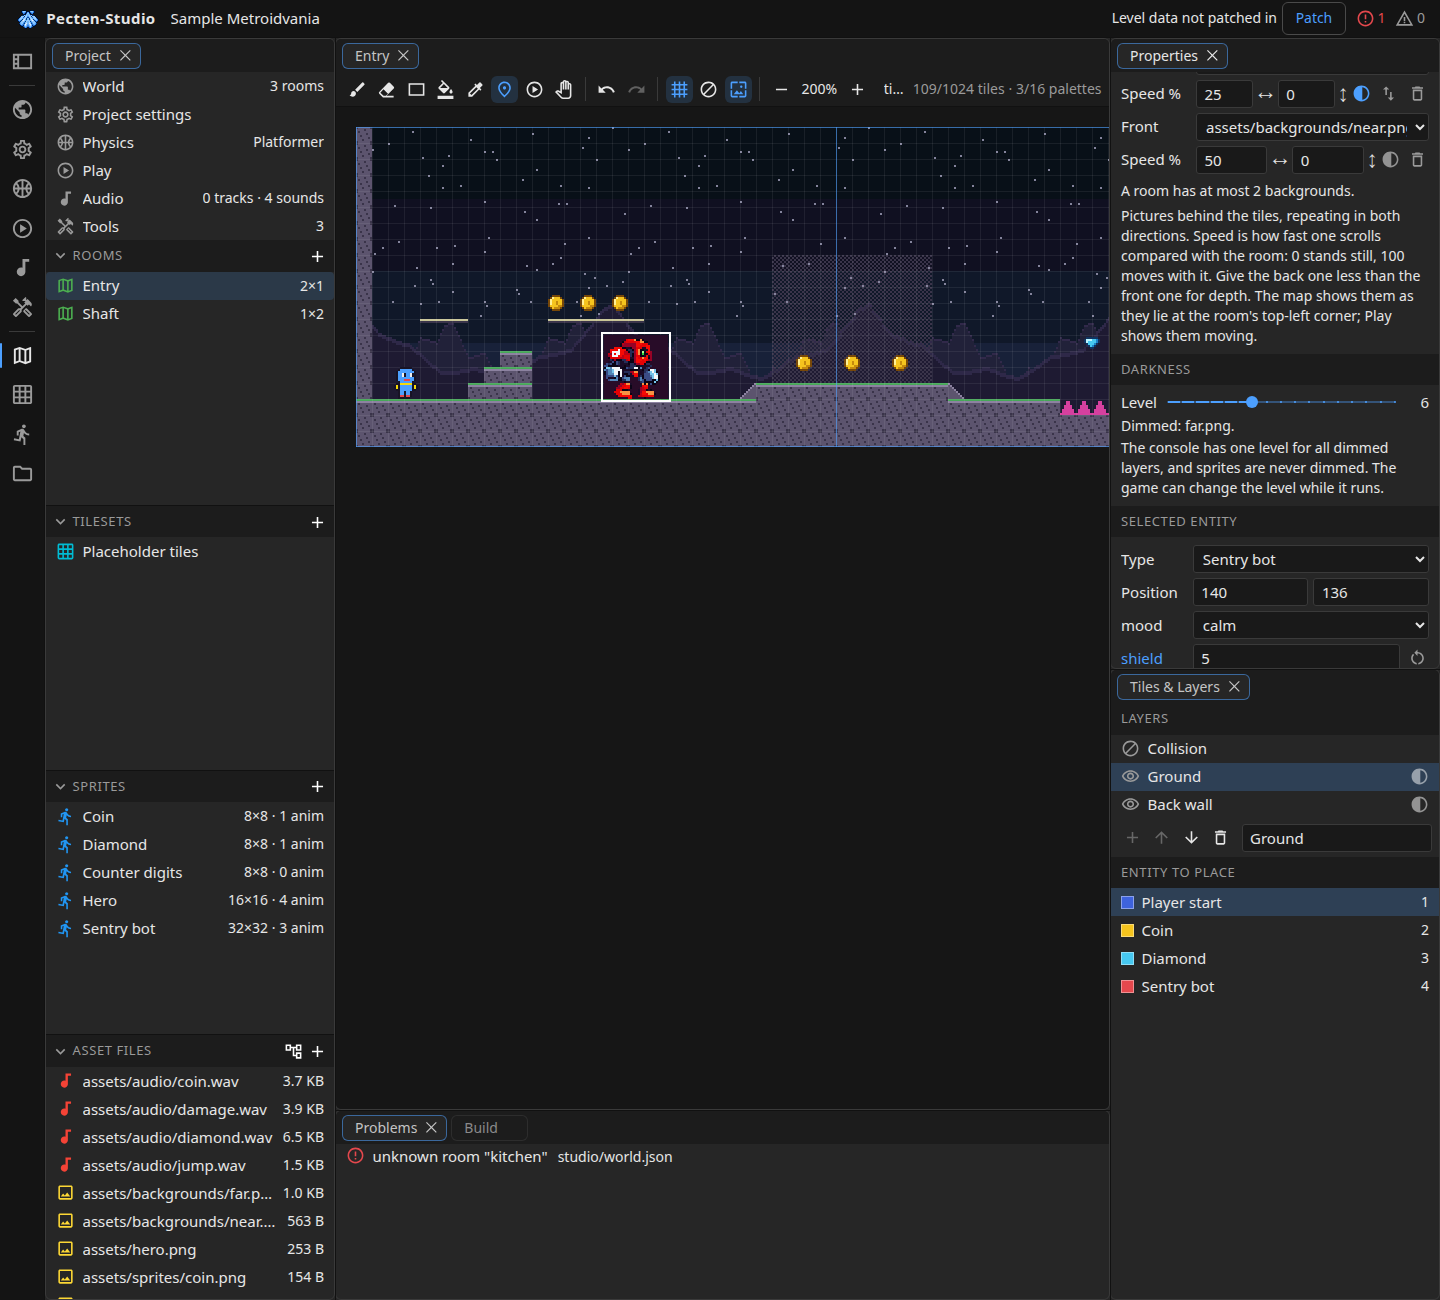 Pecten-Studio Sample Metroidvania
Level data not patched in Patch 1 0
Project
World 3 rooms
Project settings
Physics Platformer
Play
Audio 0 tracks · 4 sounds
Tools 3
ROOMS
Entry 2×1
Shaft 1×2
TILESETS
Placeholder tiles
SPRITES
Coin 8×8 · 1 anim
Diamond 8×8 · 1 anim
Counter digits 8×8 · 0 anim
Hero 16×16 · 4 anim
Sentry bot 32×32 · 3 anim
ASSET FILES
assets/audio/coin.wav 3.7 KB
assets/audio/damage.wav 3.9 KB
assets/audio/diamond.wav 6.5 KB
assets/audio/jump.wav 1.5 KB
assets/backgrounds/far.p... 1.0 KB
assets/backgrounds/near.... 563 B
assets/hero.png 253 B
assets/sprites/coin.png 154 B
Entry
200% ti... 109/1024 tiles · 3/16 palettes
Problems Build
unknown room "kitchen" studio/world.json
Properties
Speed % 25 0
Front assets/backgrounds/near.pn
Speed % 50 0
A room has at most 2 backgrounds.
Pictures behind the tiles, repeating in both
directions. Speed is how fast one scrolls
compared with the room: 0 stands still, 100
moves with it. Give the back one less than the
front one for depth. The map shows them as
they lie at the room's top-left corner; Play
shows them moving.
DARKNESS
Level 6
Dimmed: far.png.
The console has one level for all dimmed
layers, and sprites are never dimmed. The
game can change the level while it runs.
SELECTED ENTITY
Type Sentry bot
Position 140 136
mood calm
shield 5
Tiles & Layers
LAYERS
Collision
Ground
Back wall
Ground
ENTITY TO PLACE
Player start 1
Coin 2
Diamond 3
Sentry bot 4